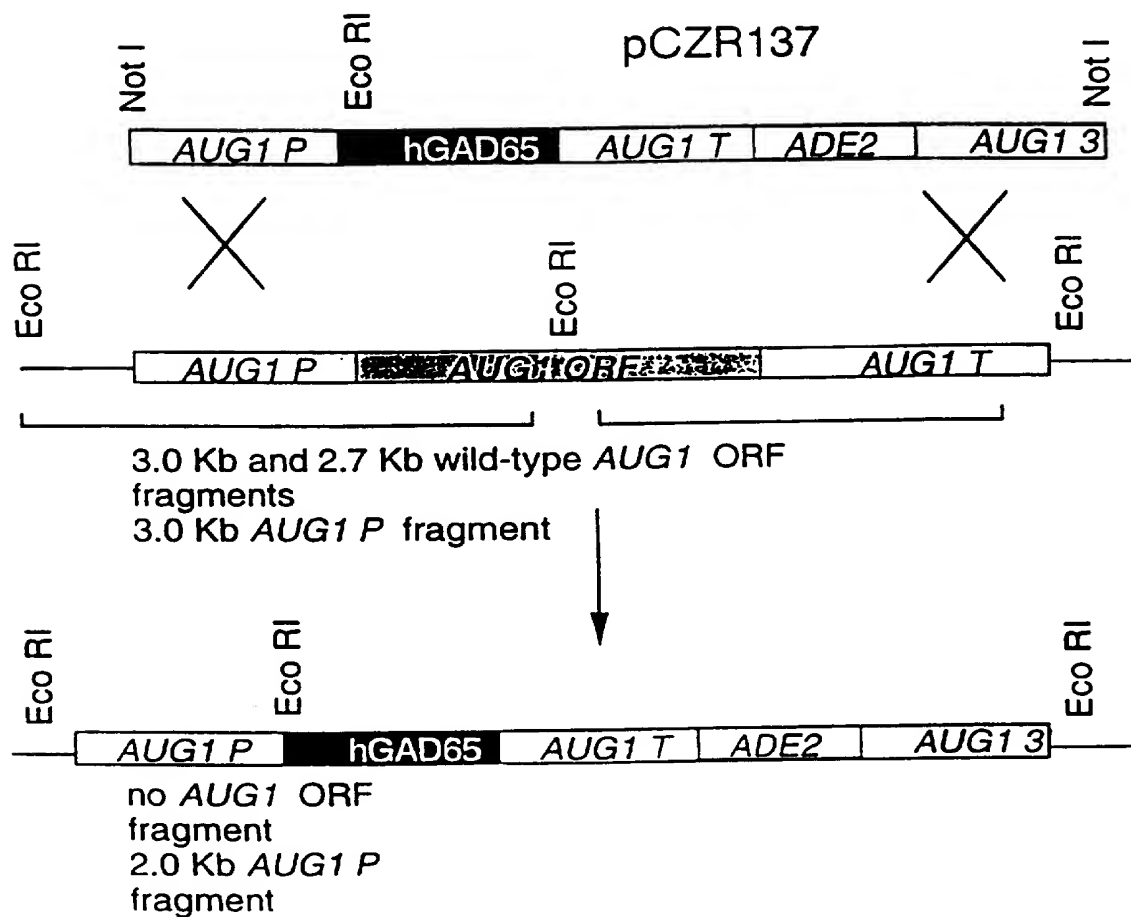 pCZR137
Not I
Eco RI
Not I
AUG1 P
hGAD65
AUG1 T
ADE2
AUG1 3
Eco RI
Eco RI
Eco RI
AUG1 P
AUG1 ORF
AUG1 T
3.0 Kb and 2.7 Kb wild-type AUG1 ORF
fragments
3.0 Kb AUG1 P fragment
Eco RI
Eco RI
Eco RI
AUG1 P
hGAD65
AUG1 T
ADE2
AUG1 3
no AUG1 ORF
fragment
2.0 Kb AUG1 P
fragment